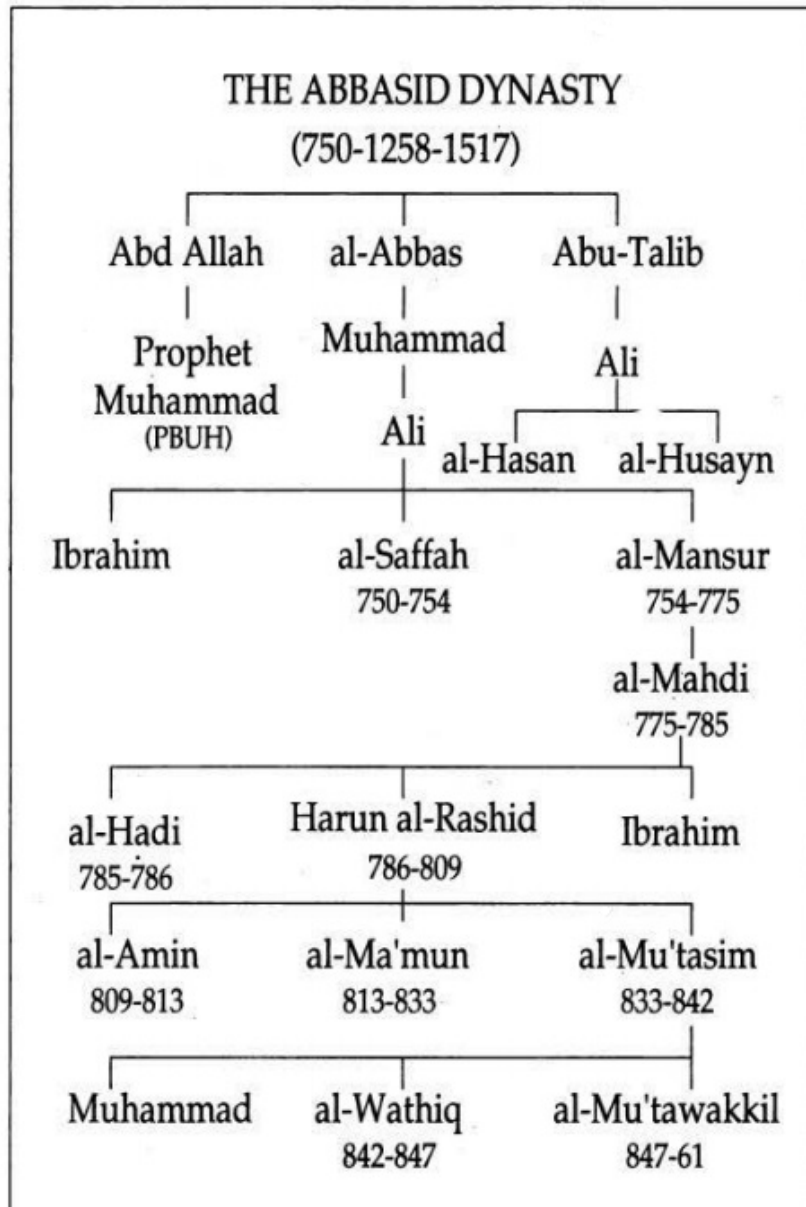 THE ABBASID DYNASTY
(750-1258-1517)
Abd Allah al-Abbas Abu-Talib
Prophet
Muhammad
(PBUH)
Muhammad
Ali
Ali
al-Hasan al-Husayn
Ibrahim al-Saffah al-Mansur
750-754 754-775
al-Mahdi
775-785
al-Hadi Harun al-Rashid Ibrahim
785-786 786-809
al-Amin al-Ma'mun al-Mu'tasim
809-813 813-833 833-842
Muhammad al-Wathiq al-Mu'tawakkil
842-847 847-61